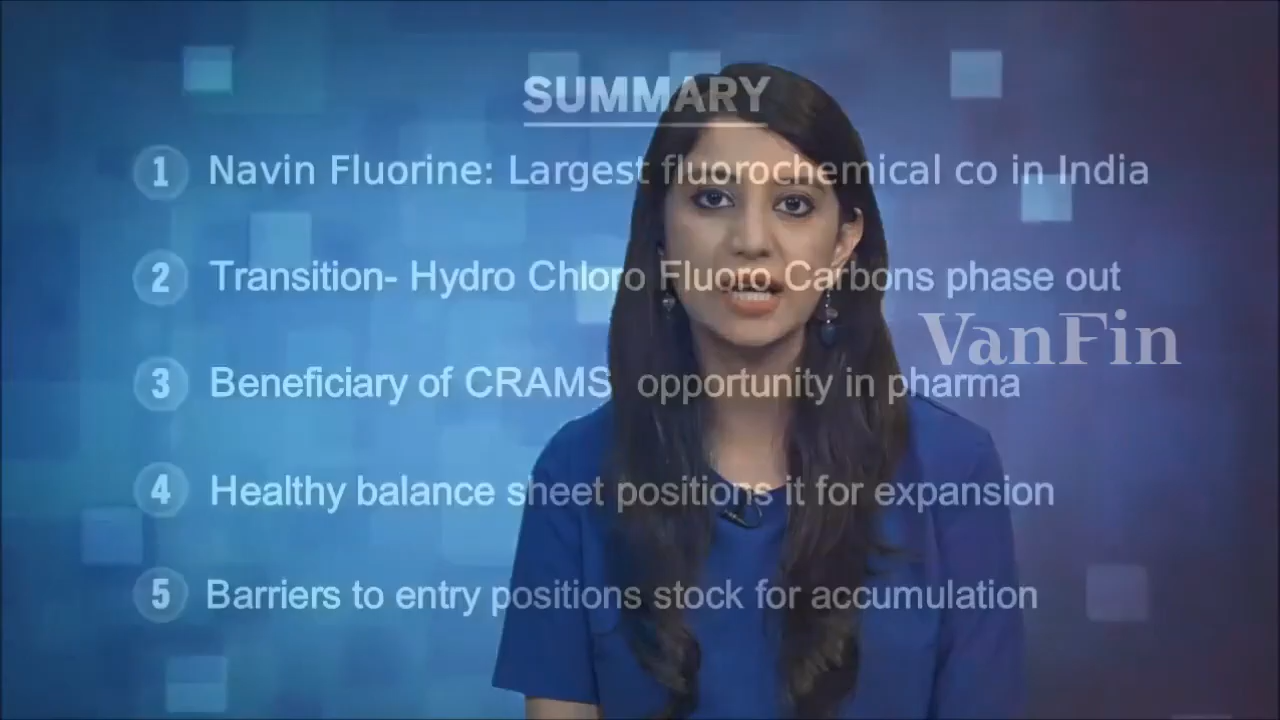 SUMMARY
1 Navin Fluorine: Largest fluorochemical co in India
2 Transition- Hydro Chloro Fluoro Carbons phase out
VanFin
3 Beneficiary of CRAMS opportunity in pharma
4 Healthy balance sheet positions it for expansion
5 Barriers to entry positions stock for accumulation